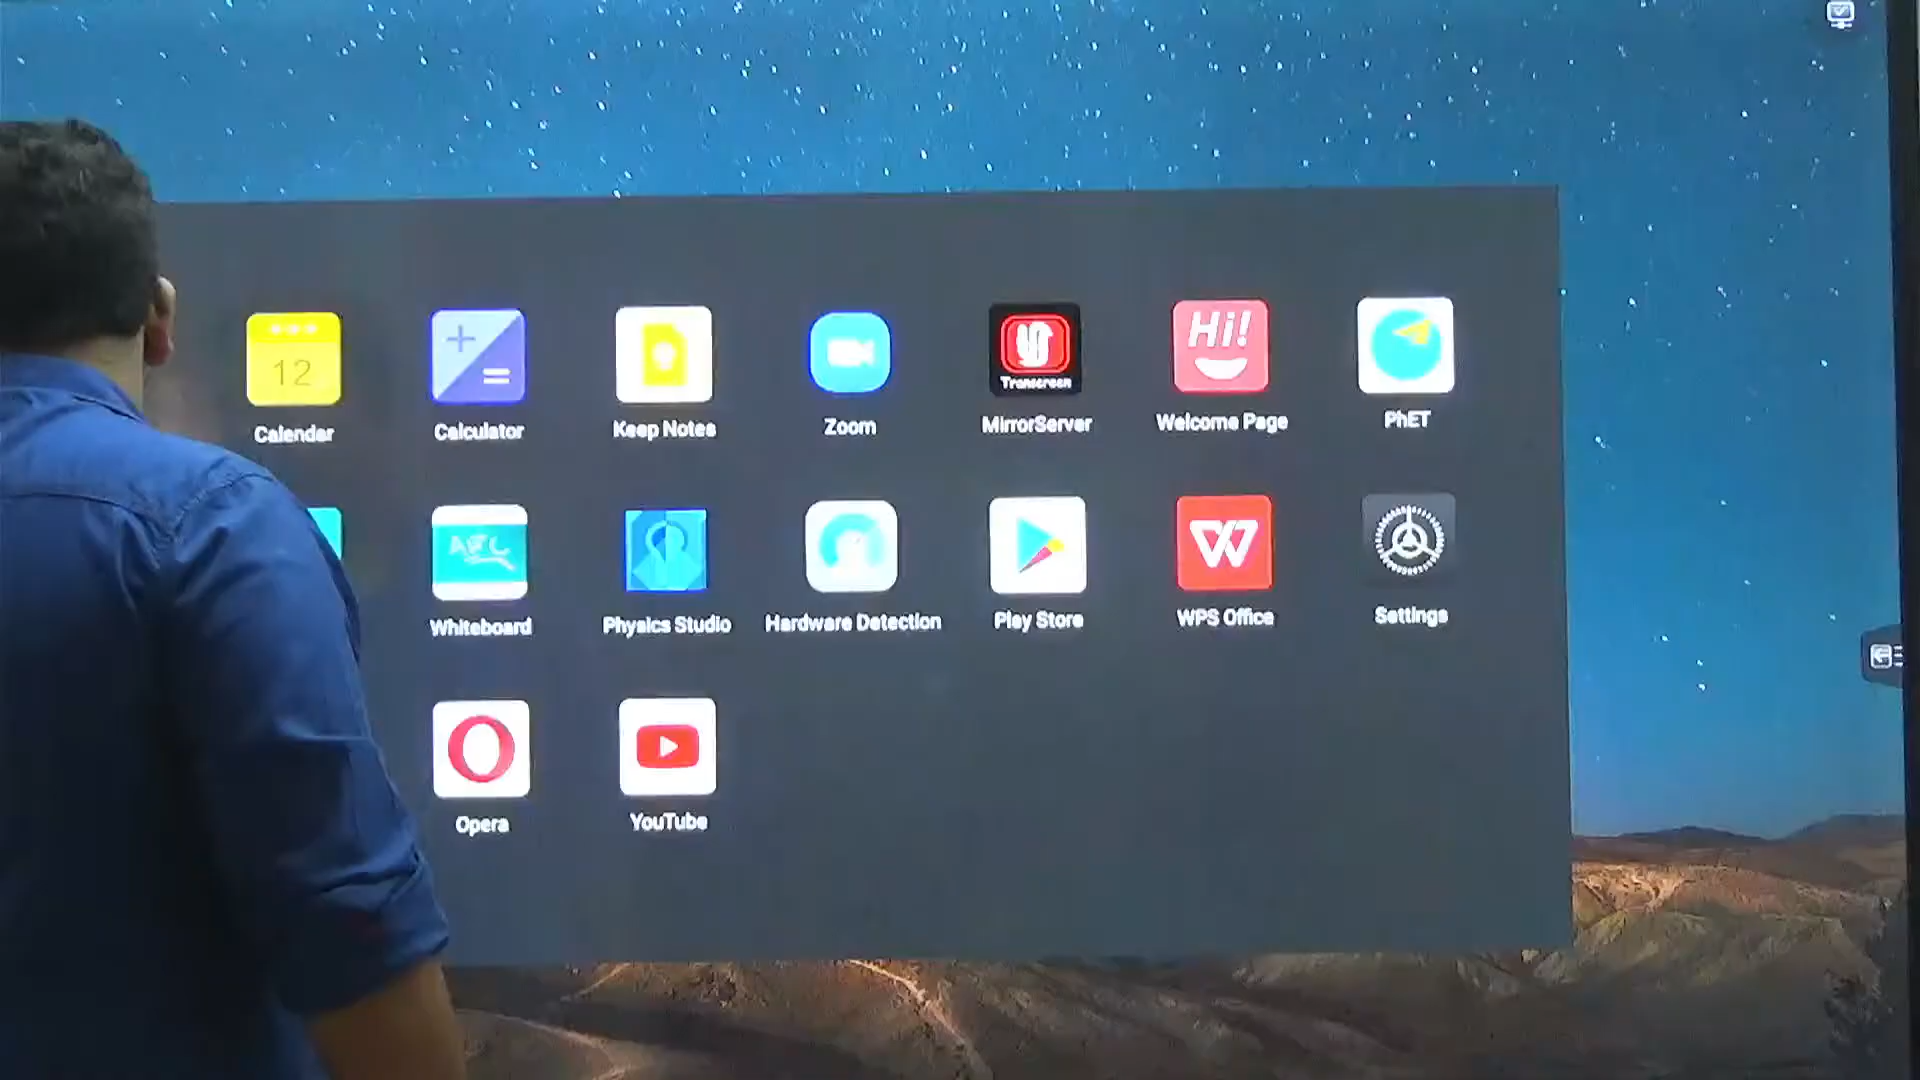 12
Calendar
Calculator
Keep Notes
Zoom
Transcreen
MirrorServer
Hi!
Welcome Page
PhET
Whiteboard
Physics Studio
Hardware Detection
Play Store
WPS Office
Settings
Opera
YouTube